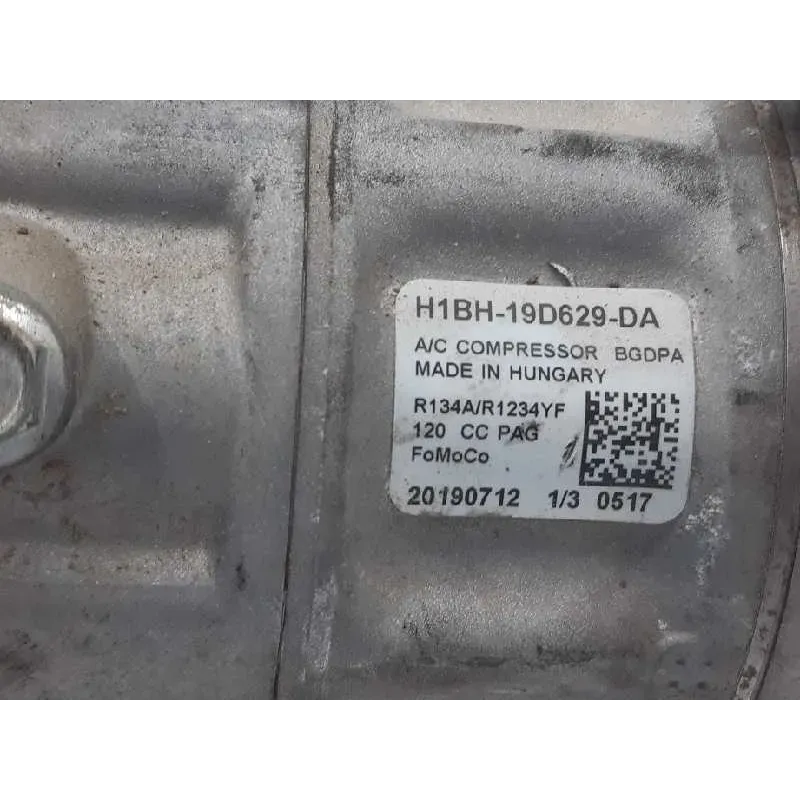 H1BH-19D629-DA
A/C COMPRESSOR BGDPA
MADE IN HUNGARY
R134A/R1234YF
120 CC PAG
FoMoCo
20190712 1/3 0517